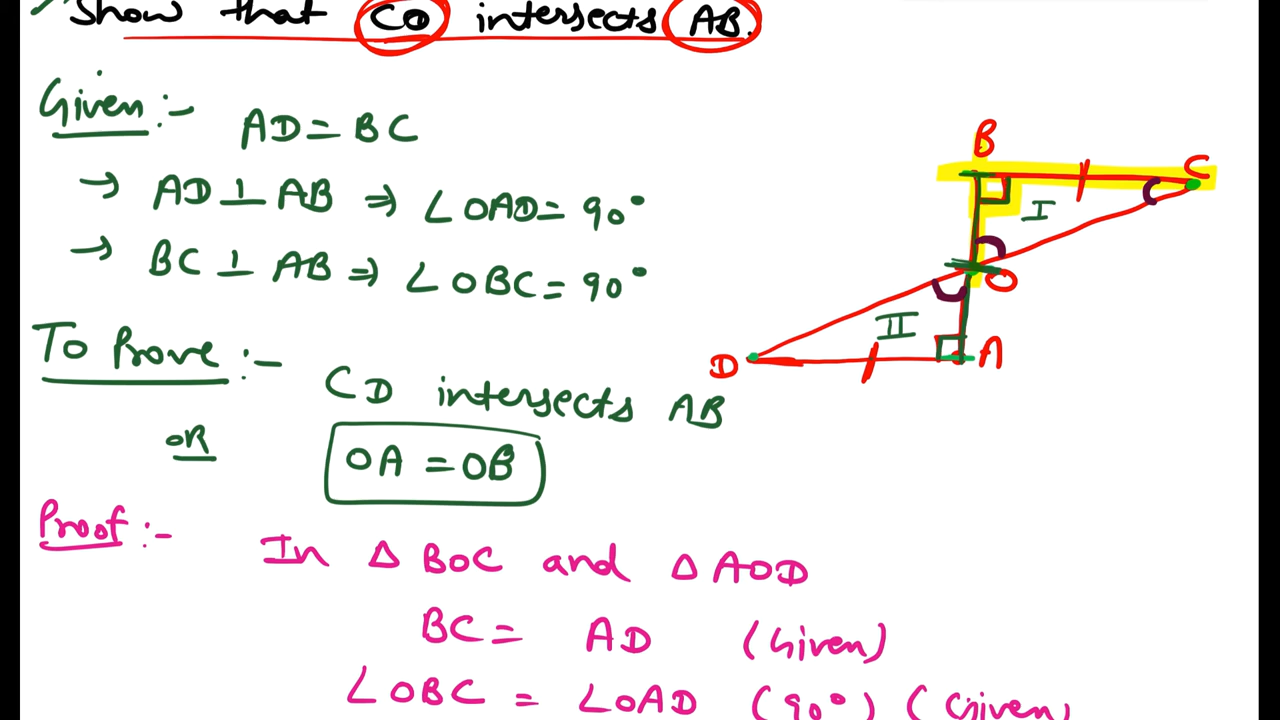 Show that CD intersects AB.
Given :-
AD = BC
→ AD ⊥ AB ⇒ ∠OAD = 90°
→ BC ⊥ AB ⇒ ∠OBC = 90°
To Prove :-
CD intersects AB
OR
OA = OB
Proof :-
In △ BOC and △ AOD
BC = AD (Given)
∠OBC = ∠OAD (90°) (Given)
B
C
I
O
II
D
A